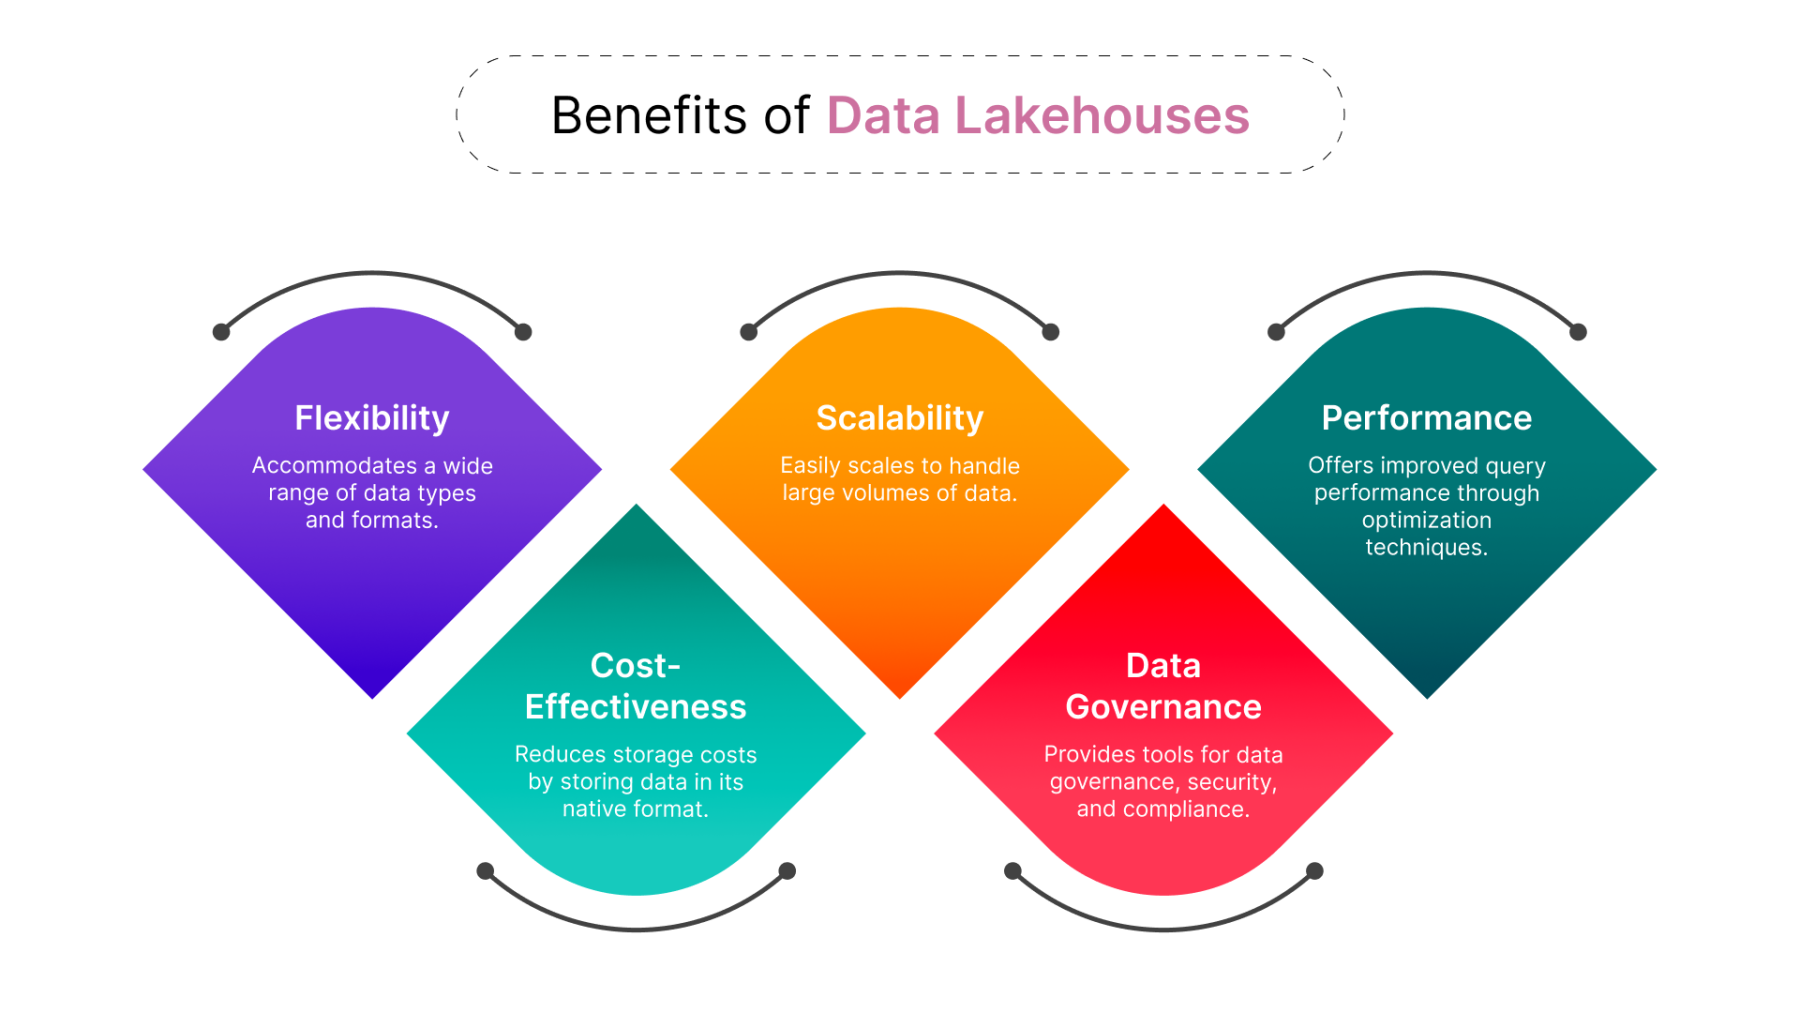 Benefits of Data Lakehouses
Flexibility
Accommodates a wide
range of data types
and formats.
Cost-
Effectiveness
Reduces storage costs
by storing data in its
native format.
Scalability
Easily scales to handle
large volumes of data.
Data
Governance
Provides tools for data
governance, security,
and compliance.
Performance
Offers improved query
performance through
optimization
techniques.